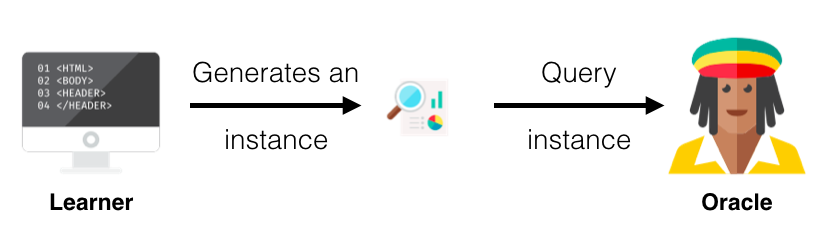 01 <HTML>
02 <BODY>
03 <HEADER>
04 </HEADER>
Learner
Generates an
instance
Query
instance
Oracle